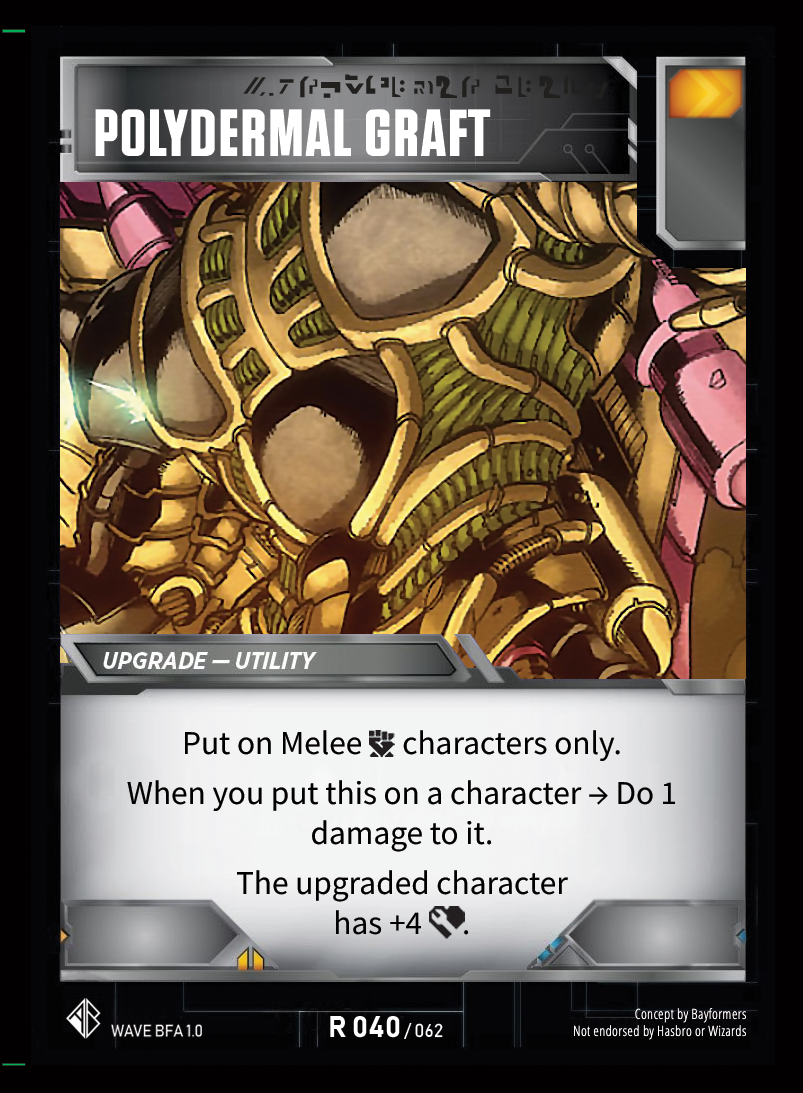 POLYDERMAL GRAFT
UPGRADE — UTILITY
Put on Melee characters only.
When you put this on a character → Do 1
damage to it.
The upgraded character
has +4 .
WAVE BFA 1.0
R 040 / 062
Concept by Bayformers
Not endorsed by Hasbro or Wizards